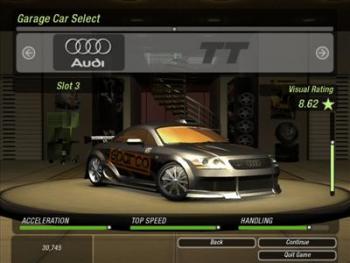 Garage Car Select
Audi
TT
Slot 3
Visual Rating
8.62
sparco
ACCELERATION
TOP SPEED
HANDLING
30,745
Back
Continue
Quit Game